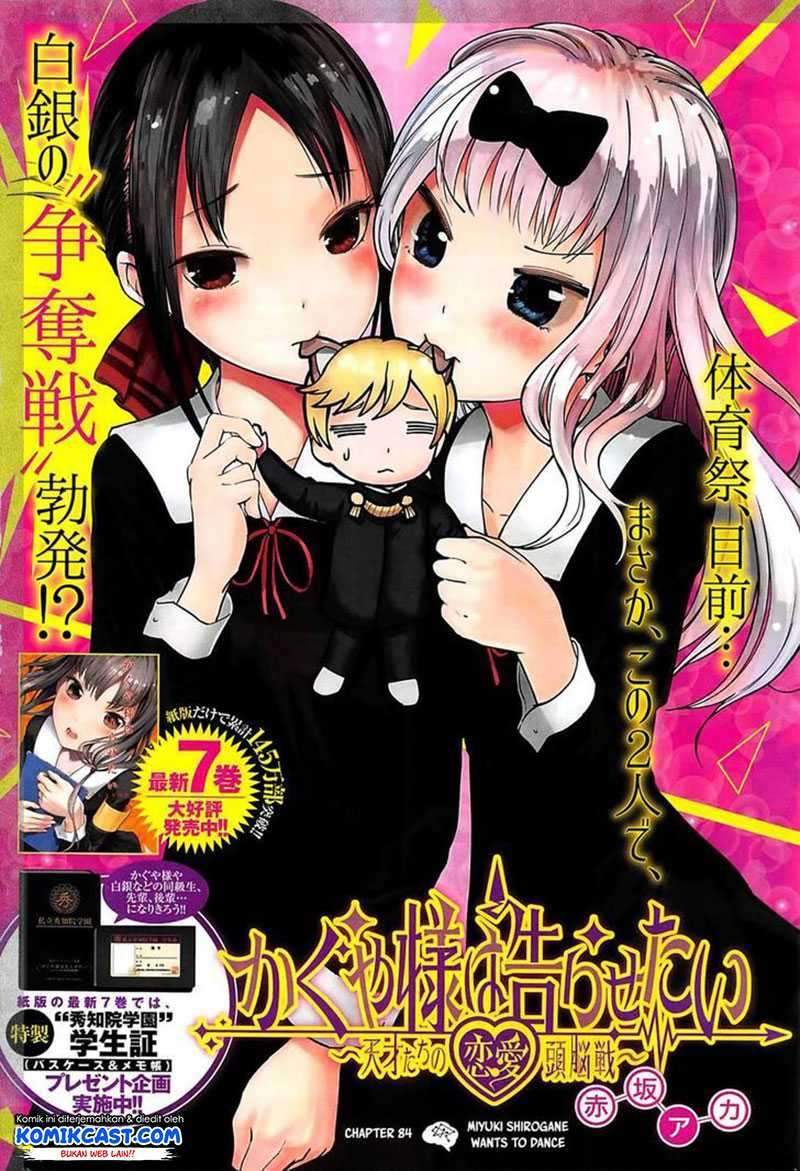 体育祭、目前…
まさか、この2人で、
白銀の
〝争奪戦〟
勃発!?
紙版だけで累計145万部突破!!
最新7巻
大好評
発売中!!
かぐや様や
白銀などの同級生、
先輩、後輩…
になりきろう!!
私立秀知院学園
紙版の最新7巻では、
特製
“秀知院学園”
学生証
(パスケース&メモ帳)
プレゼント企画
実施中!!
かぐや様は告らせたい
～天才たちの恋愛頭脳戦～
赤坂アカ
CHAPTER 84
MIYUKI SHIROGANE
WANTS TO DANCE
Komik ini diterjemahkan & diedit oleh
KOMIKCAST.COM
BUKAN WEB LAIN!!